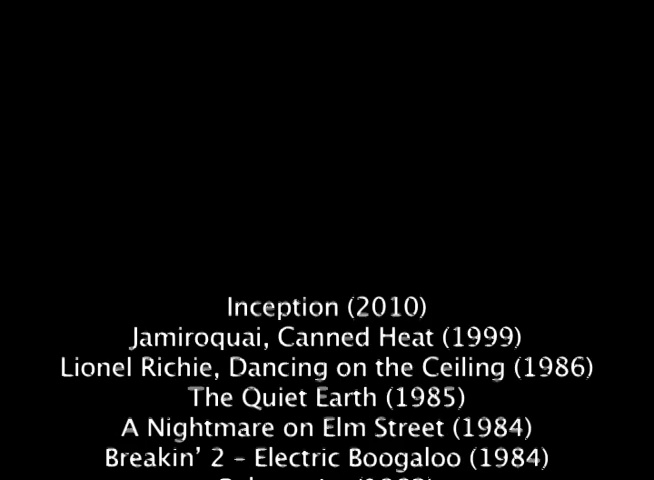 Inception (2010)
Jamiroquai, Canned Heat (1999)
Lionel Richie, Dancing on the Ceiling (1986)
The Quiet Earth (1985)
A Nightmare on Elm Street (1984)
Breakin’ 2 – Electric Boogaloo (1984)